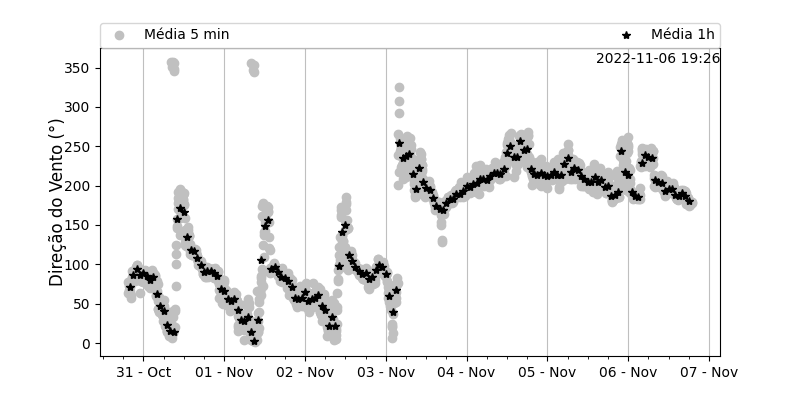 Média 5 min
Média 1h
2022-11-06 19:26
Direção do Vento (°)
350
300
250
200
150
100
50
0
31 - Oct
01 - Nov
02 - Nov
03 - Nov
04 - Nov
05 - Nov
06 - Nov
07 - Nov